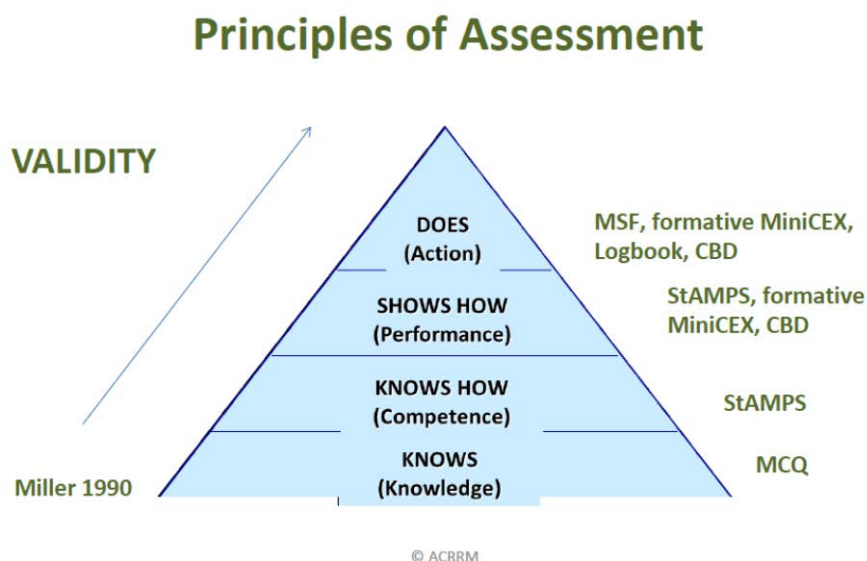 Principles of Assessment
VALIDITY
DOES
(Action)
MSF, formative MiniCEX,
Logbook, CBD
SHOWS HOW
(Performance)
StAMPS, formative
MiniCEX, CBD
KNOWS HOW
(Competence)
StAMPS
KNOWS
(Knowledge)
MCQ
Miller 1990
© ACRRM